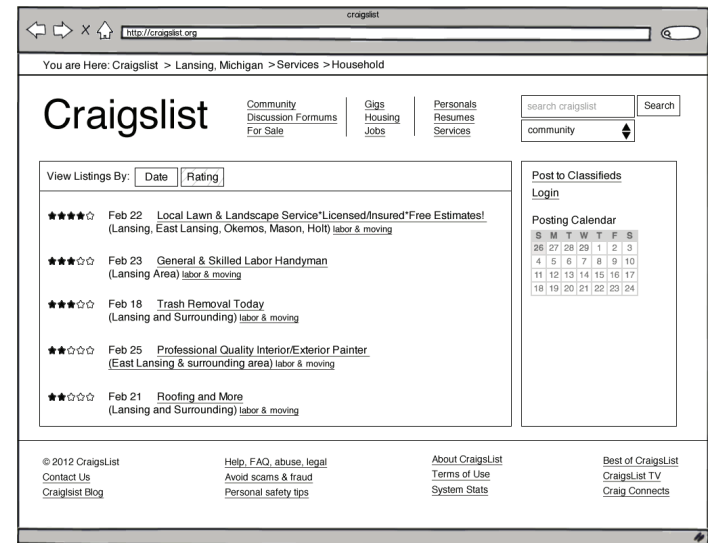 craigslist
http://craigslist.org
You are Here: Craigslist > Lansing, Michigan > Services > Household
Craigslist
Community
Discussion Formums
For Sale
Gigs
Housing
Jobs
Personals
Resumes
Services
search craigslist
Search
community
View Listings By: Date Rating
★★★★☆ Feb 22 Local Lawn & Landscape Service*Licensed/Insured*Free Estimates!
(Lansing, East Lansing, Okemos, Mason, Holt) labor & moving
★★★☆☆ Feb 23 General & Skilled Labor Handyman
(Lansing Area) labor & moving
★★★☆☆ Feb 18 Trash Removal Today
(Lansing and Surrounding) labor & moving
★★☆☆☆ Feb 25 Professional Quality Interior/Exterior Painter
(East Lansing & surrounding area) labor & moving
★★☆☆☆ Feb 21 Roofing and More
(Lansing and Surrounding) labor & moving
Post to Classifieds
Login
Posting Calendar
S M T W T F S
26 27 28 29 1 2 3
4 5 6 7 8 9 10
11 12 13 14 15 16 17
18 19 20 21 22 23 24
© 2012 CraigsList
Contact Us
Craiglsist Blog
Help, FAQ, abuse, legal
Avoid scams & fraud
Personal safety tips
About CraigsList
Terms of Use
System Stats
Best of CraigsList
CraigsList TV
Craig Connects